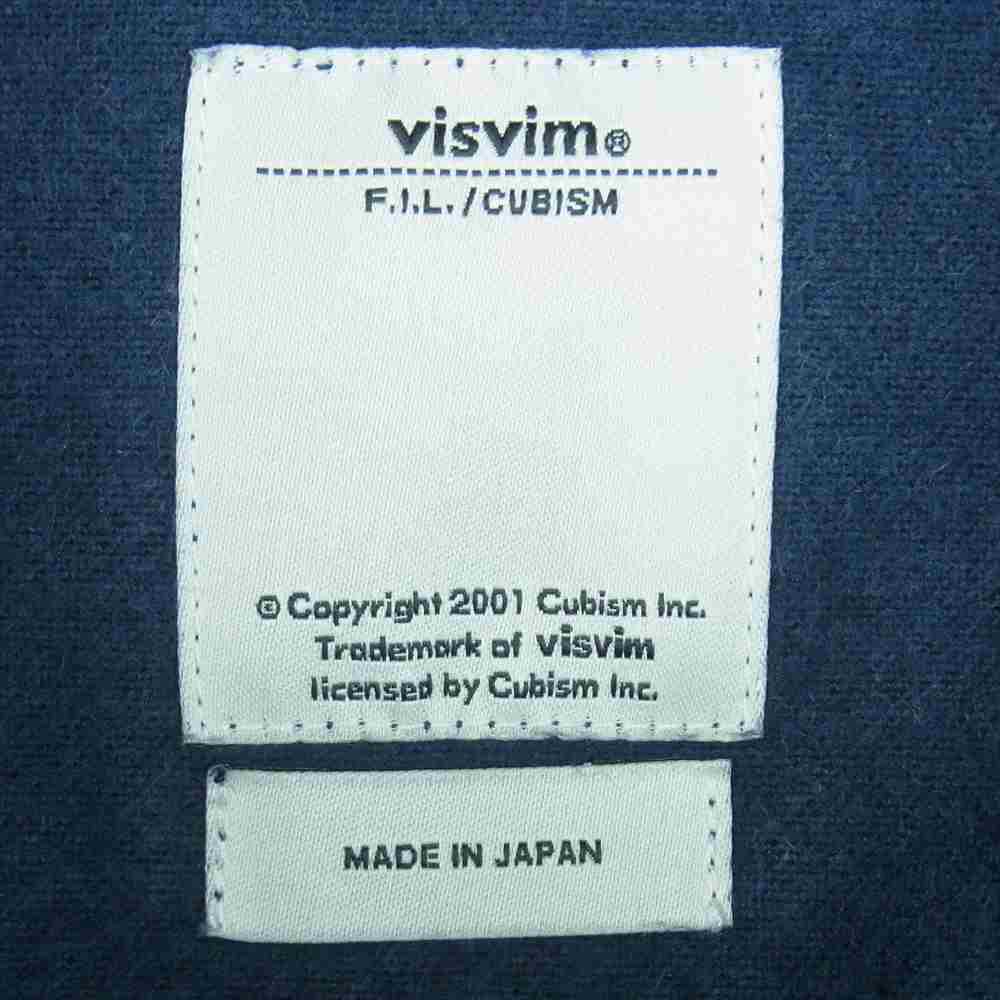 visvim®
F.I.L./CUBISM
© Copyright 2001 Cubism Inc.
Trademark of visvim
licensed by Cubism Inc.
MADE IN JAPAN